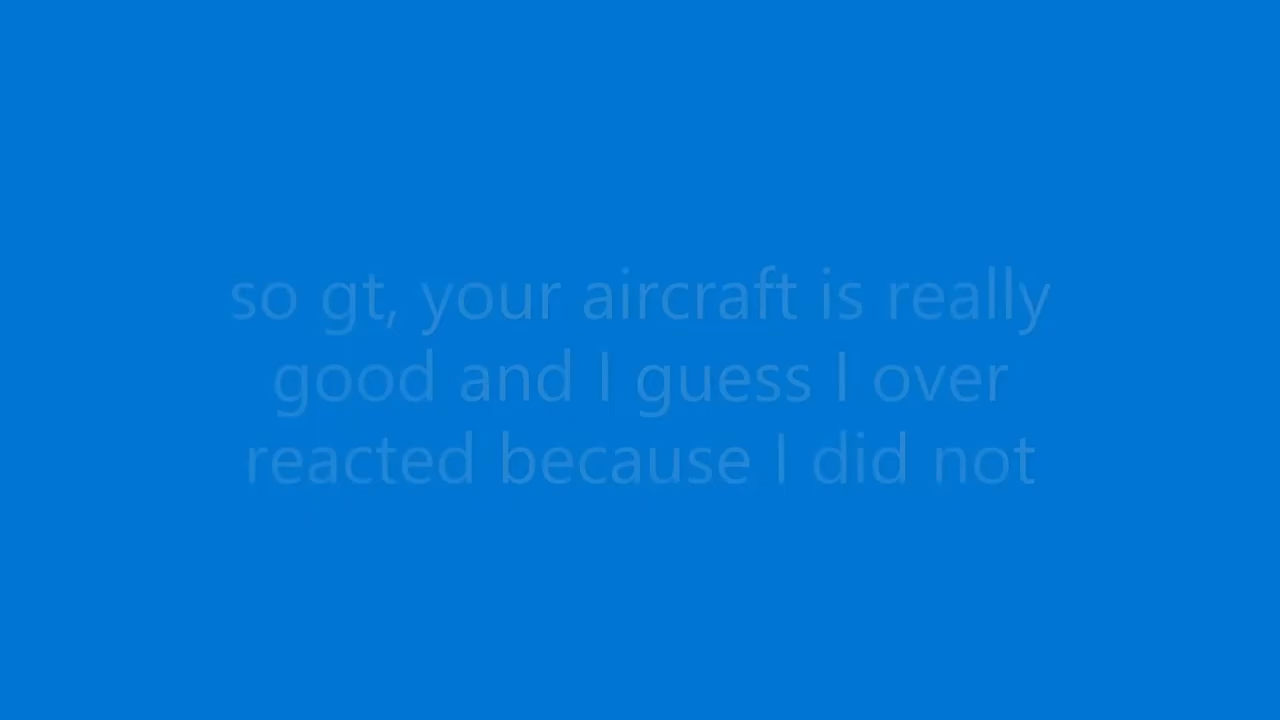 so gt, your aircraft is really
good and I guess I over
reacted because I did not